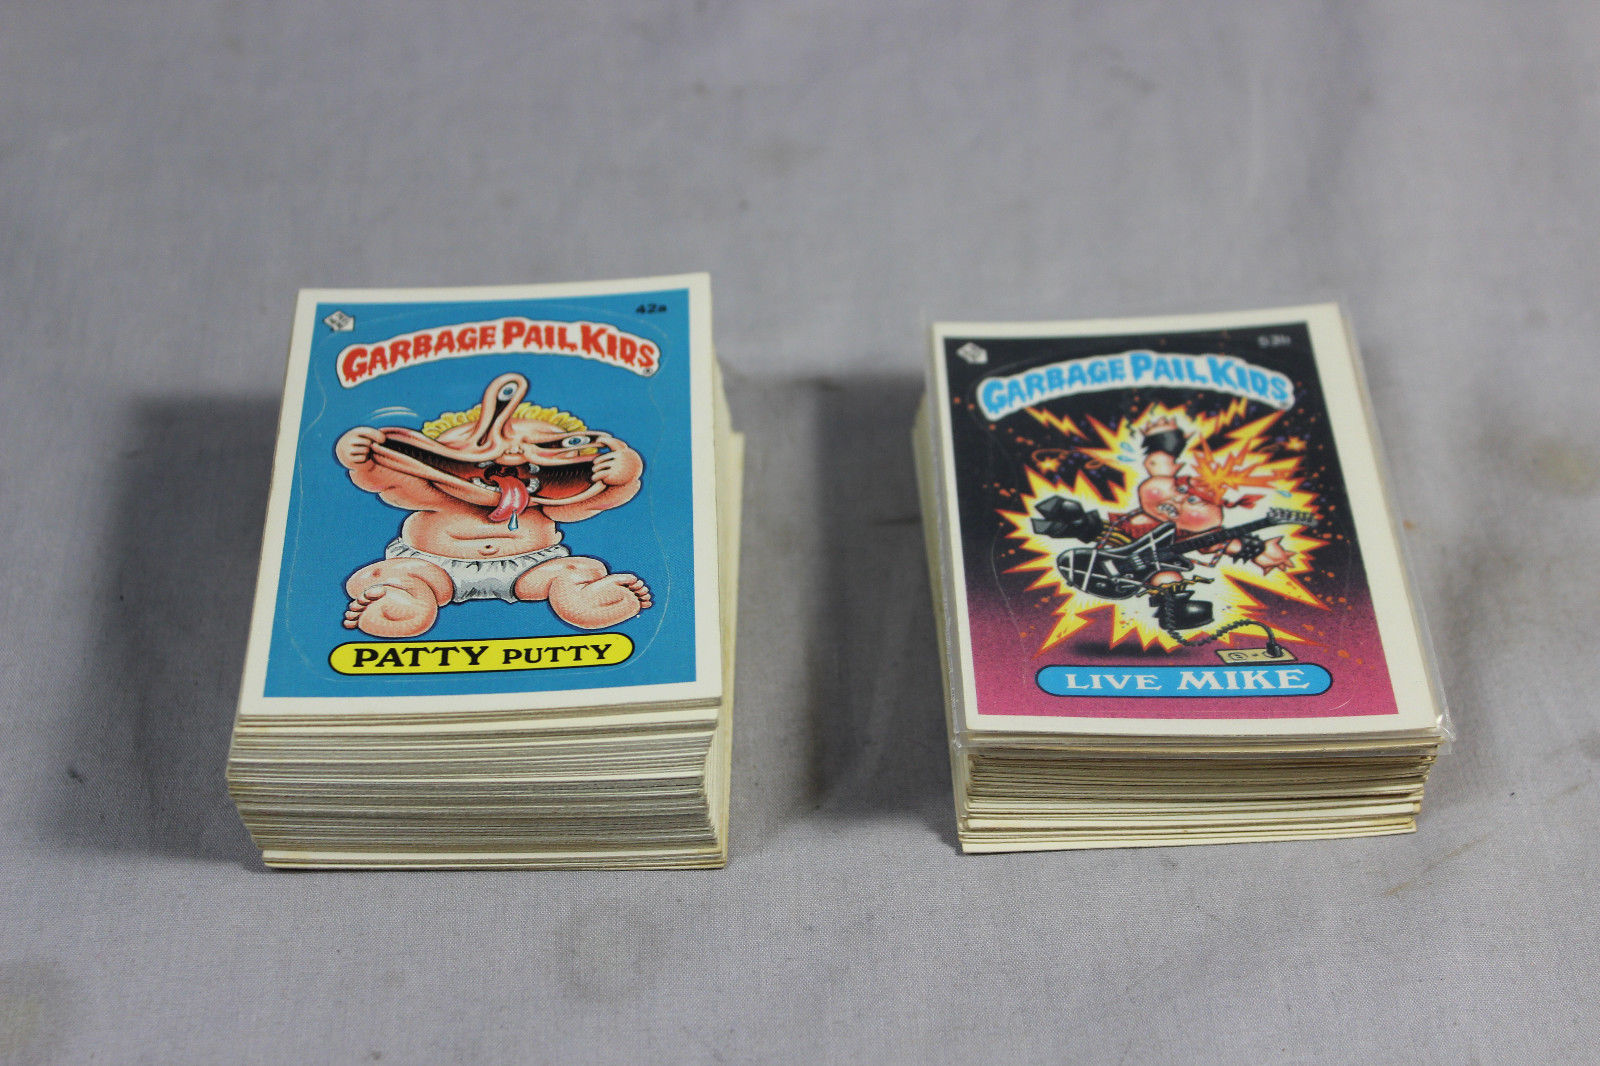 42a
GARBAGE PAIL KIDS
PATTY PUTTY
53b
GARBAGE PAIL KIDS
LIVE MIKE